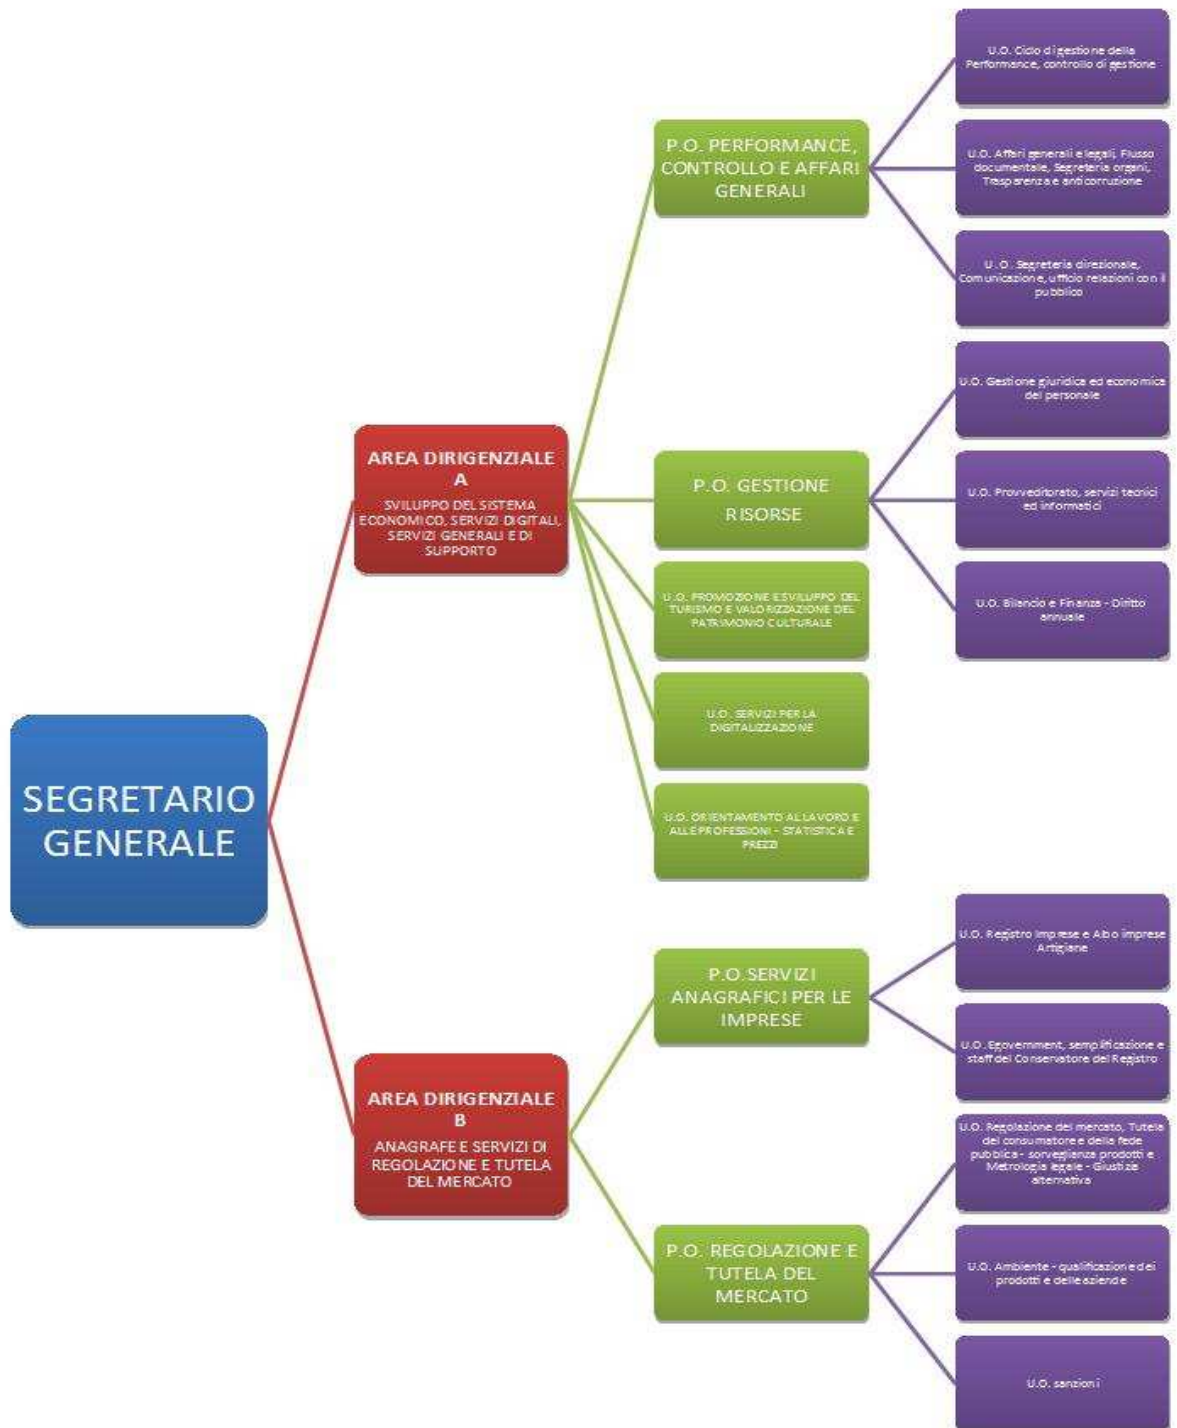 SEGRETARIO
GENERALE
AREA DIRIGENZIALE
A
SVILUPPO DEL SISTEMA
ECONOMICO, SERVIZI DIGITALI,
SERVIZI GENERALI E DI
SUPPORTO
P.O. PERFORMANCE,
CONTROLLO E AFFARI
GENERALI
U.O. Ciclo di gestione della
Performance, controllo di gestione
U.O. Affari generali e legali, Flusso
documentale, Segreteria organi,
Trasparenza e anticorruzione
U.O. Segreteria direzionale,
Comunicazione, ufficio relazioni con il
pubblico
P.O. GESTIONE
RISORSE
U.O. Gestione giuridica ed economica
del personale
U.O. Provveditorato, servizi tecnici
ed informatici
U.O. Bilancio e Finanza - Diritto
annuale
U.O. PROMOZIONE E SVILUPPO DEL
TURISMO E VALORIZZAZIONE DEL
PATRIMONIO CULTURALE
U.O. SERVIZI PER LA
DIGITALIZZAZIONE
U.O. ORIENTAMENTO AL LAVORO E
ALLE PROFESSIONI - STATISTICA E
PREZZI
AREA DIRIGENZIALE
B
ANAGRAFE E SERVIZI DI
REGOLAZIONE E TUTELA
DEL MERCATO
P.O. SERVIZI
ANAGRAFICI PER LE
IMPRESE
U.O. Registro Imprese e Albo imprese
Artigiane
U.O. Egovernment, semplificazione e
staff del Conservatore del Registro
P.O. REGOLAZIONE E
TUTELA DEL
MERCATO
U.O. Regolazione del mercato, Tutela
del consumatore e della fede
pubblica - sorveglianza prodotti e
Metrologia legale - Giustizia
alternativa
U.O. Ambiente - qualificazione dei
prodotti e delle aziende
U.O. sanzioni